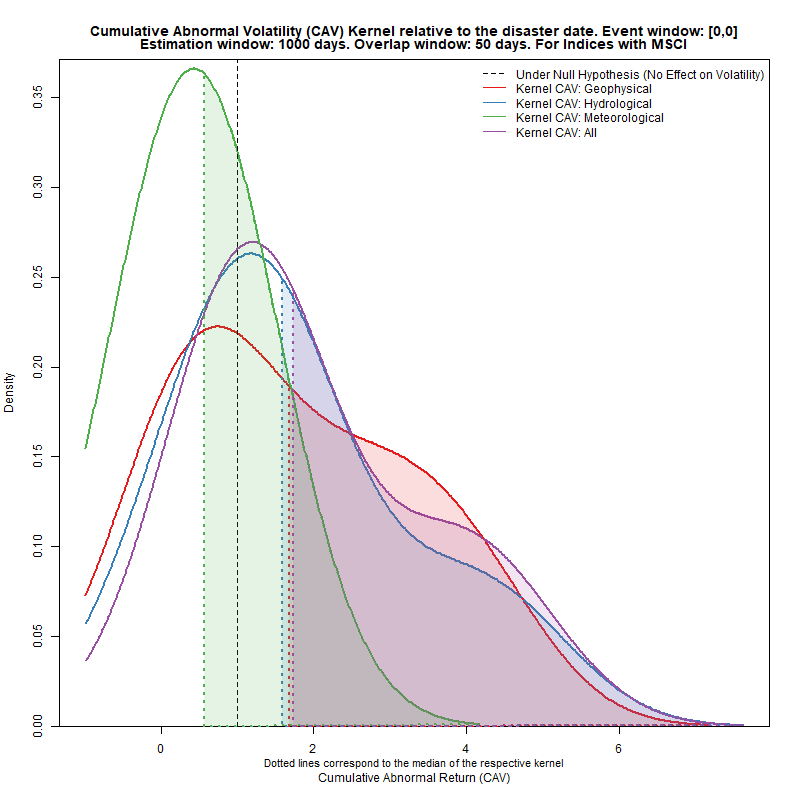 Cumulative Abnormal Volatility (CAV) Kernel relative to the disaster date. Event window: [0,0]
Estimation window: 1000 days. Overlap window: 50 days. For Indices with MSCI
Under Null Hypothesis (No Effect on Volatility)
Kernel CAV: Geophysical
Kernel CAV: Hydrological
Kernel CAV: Meteorological
Kernel CAV: All
Density
0.35
0.30
0.25
0.20
0.15
0.10
0.05
0.00
0 2 4 6
Dotted lines correspond to the median of the respective kernel
Cumulative Abnormal Return (CAV)